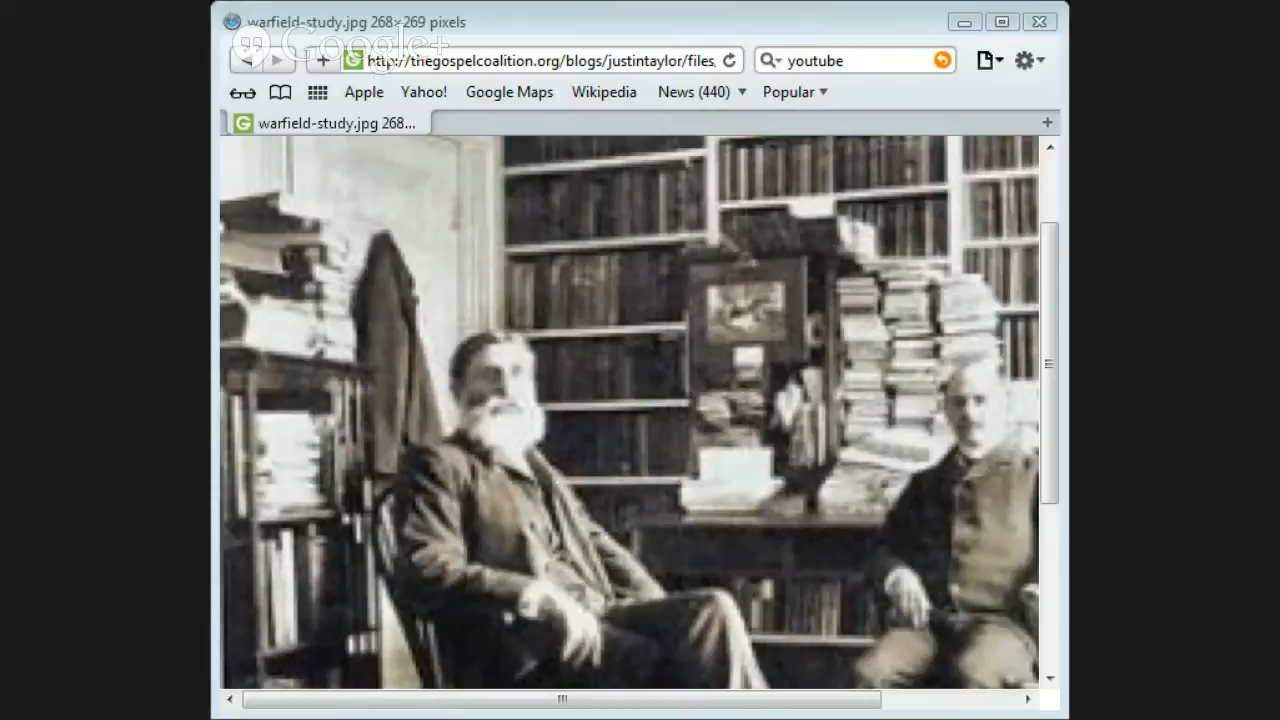 warfield-study.jpg 268×269 pixels
Google+
http://thegospelcoalition.org/blogs/justintaylor/files,
youtube
Apple Yahoo! Google Maps Wikipedia News (440) Popular
warfield-study.jpg 268...